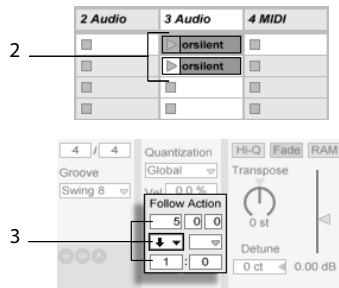 2 Audio 3 Audio 4 MIDI
2
orsilent
orsilent
4 / 4 Quantization Hi-Q Fade RAM
Groove Global Transpose
Swing 8 Vel 0.0 %
Follow Action
5 0 0 0 st
3
Detune
1 : 0 0 ct 0.00 dB